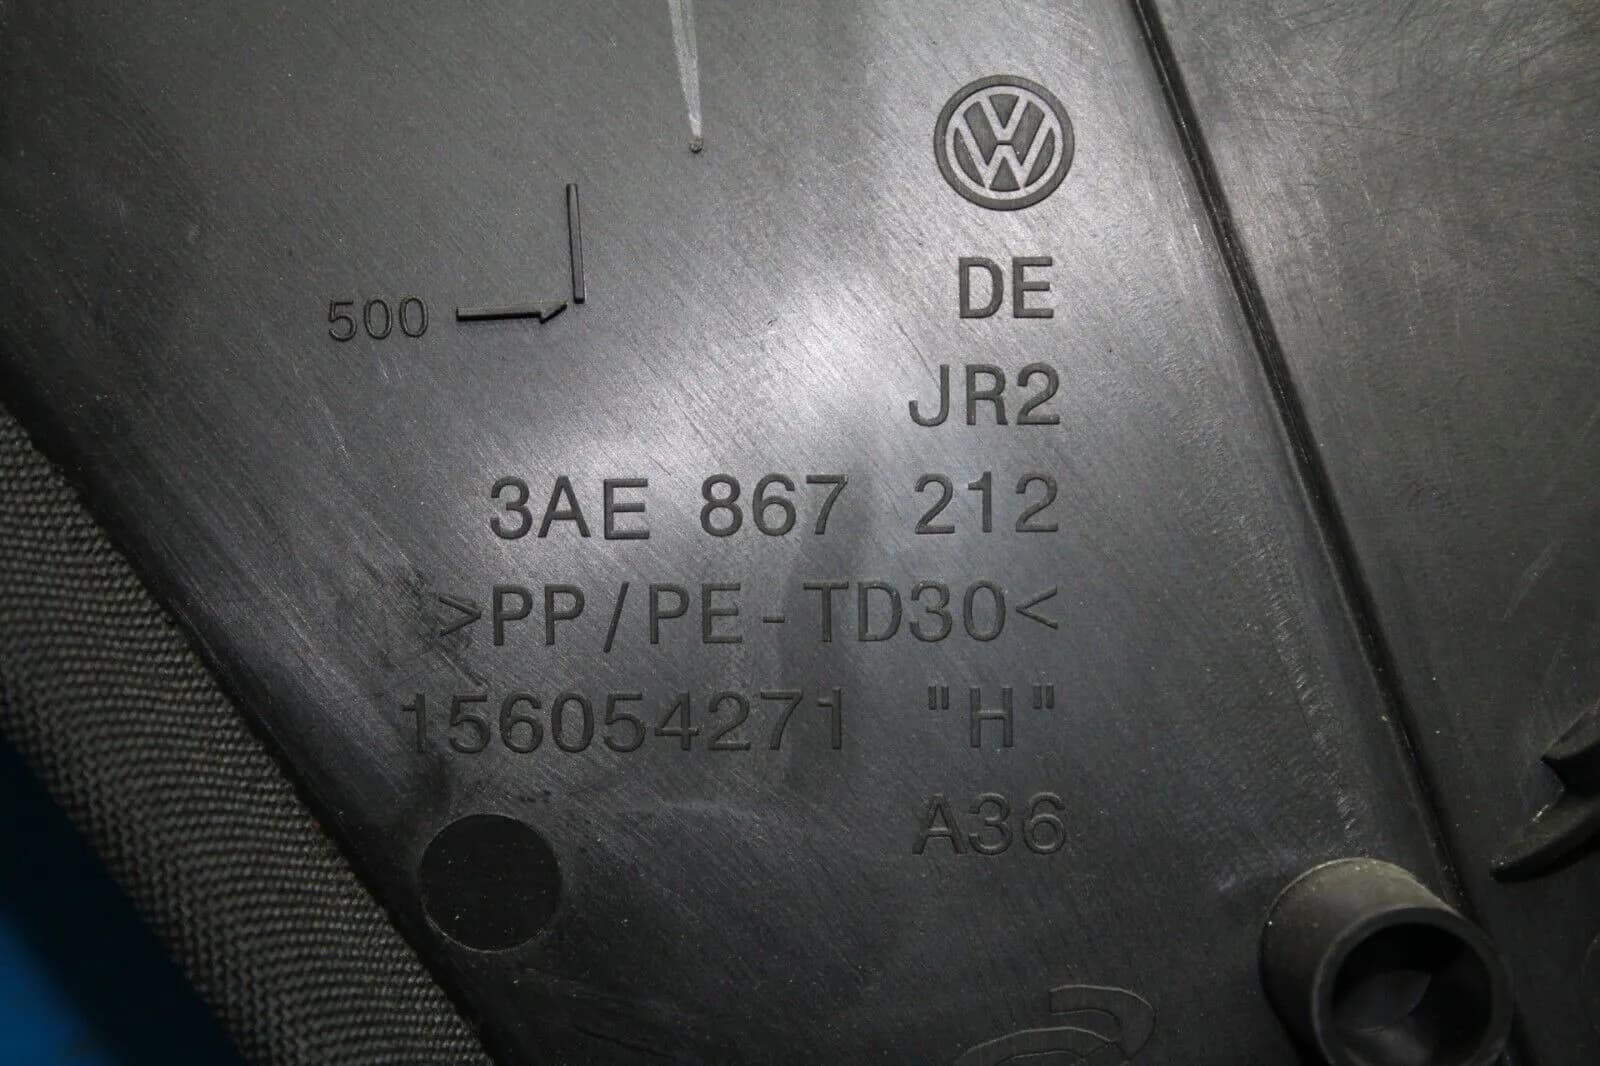 DE
500
JR2
3AE 867 212
>PP/PE-TD30<
156054271 "H"
A36